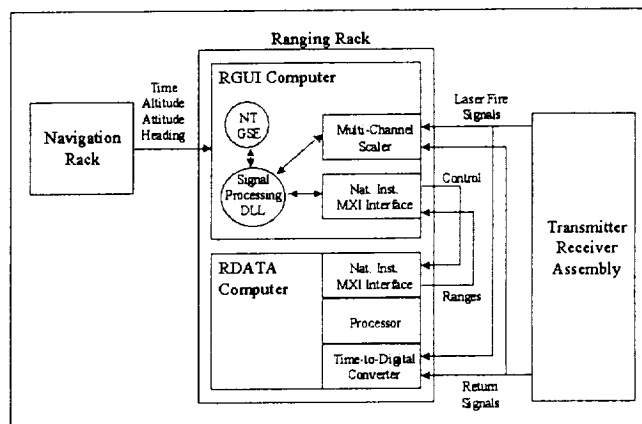 Ranging Rack
RGUI Computer
Time
Altitude
Attitude
Heading
Navigation
Rack
NT
GSE
Signal
Processing
DLL
Multi-Channel
Scaler
Nat. Inst.
MXI Interface
Laser Fire
Signals
Control
Transmitter
Receiver
Assembly
RDATA
Computer
Nat. Inst.
MXI Interface
Ranges
Processor
Time-to-Digital
Converter
Return
Signals